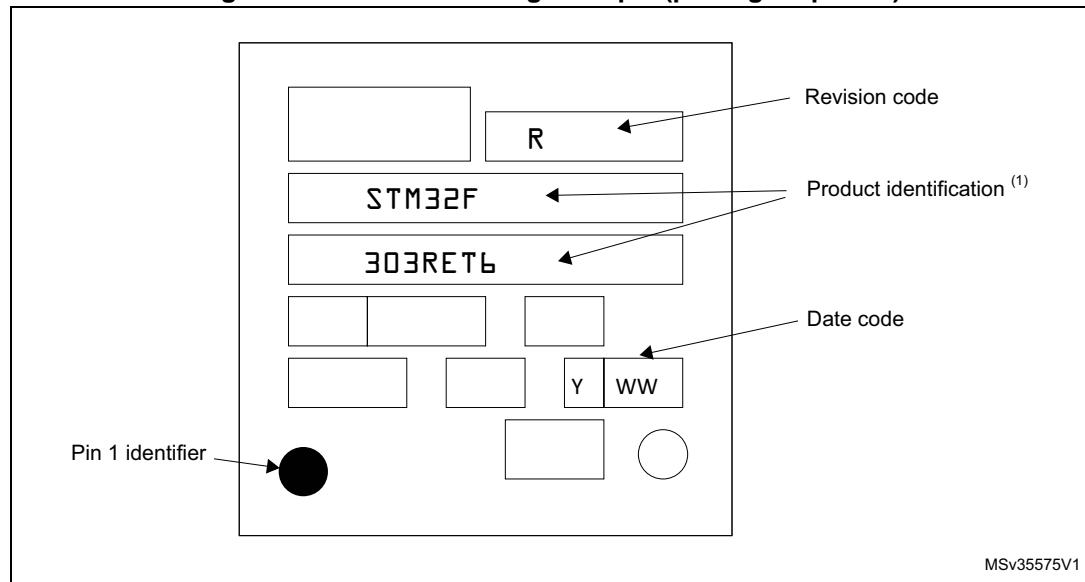 Revision code
R
Product identification (1)
STM32F
303RET6
Date code
Y WW
Pin 1 identifier
MSv35575V1